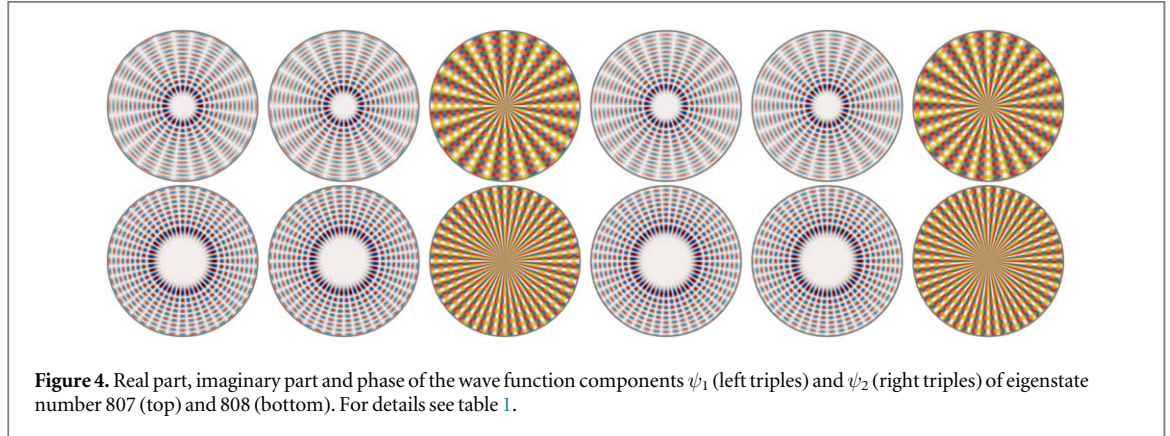 Figure 4. Real part, imaginary part and phase of the wave function components ψ₁ (left triples) and ψ₂ (right triples) of eigenstate
number 807 (top) and 808 (bottom). For details see table 1.